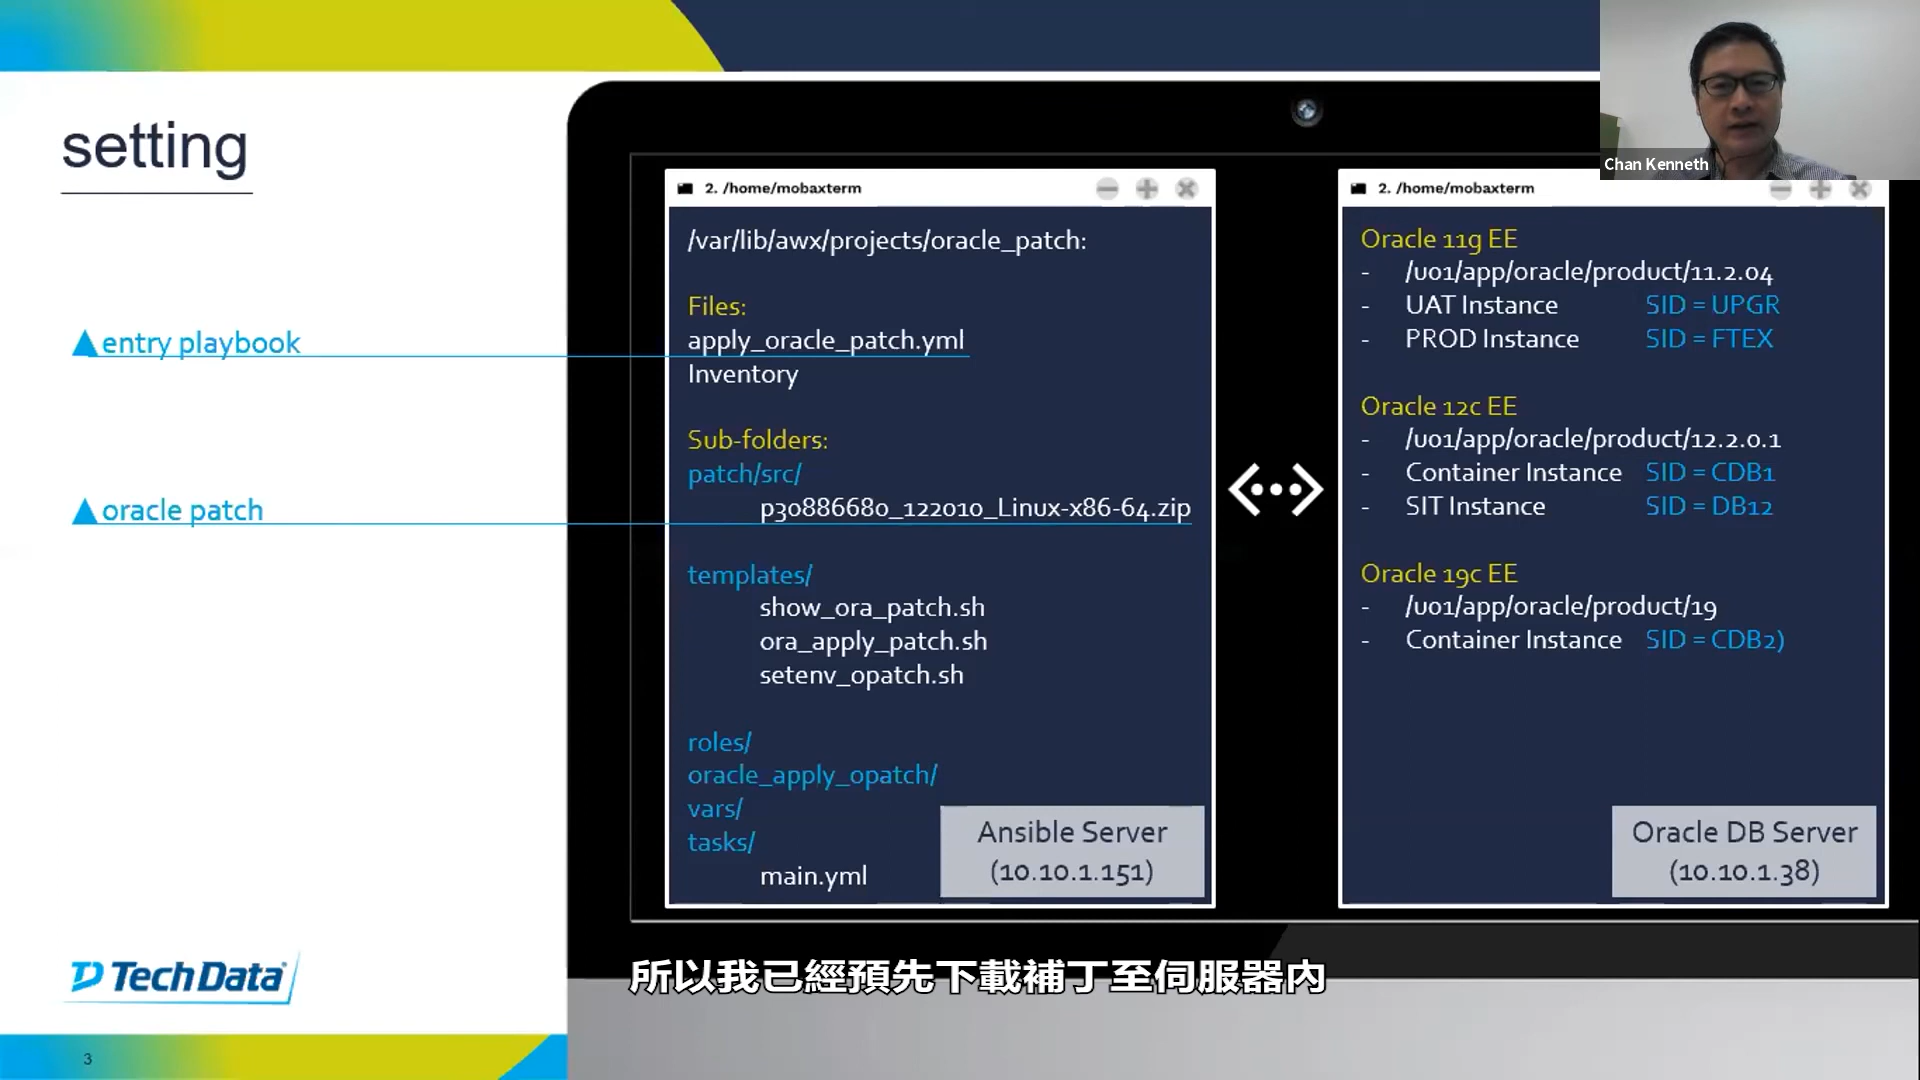 setting
▲entry playbook
▲oracle patch
2. /home/mobaxterm
/var/lib/awx/projects/oracle_patch:
Files:
apply_oracle_patch.yml
Inventory
Sub-folders:
patch/src/
p30886680_122010_Linux-x86-64.zip
templates/
show_ora_patch.sh
ora_apply_patch.sh
setenv_opatch.sh
roles/
oracle_apply_opatch/
vars/
tasks/
main.yml
Ansible Server
(10.10.1.151)
2. /home/mobaxterm
Oracle 11g EE
- /u01/app/oracle/product/11.2.04
- UAT Instance SID = UPGR
- PROD Instance SID = FTEX
Oracle 12c EE
- /u01/app/oracle/product/12.2.0.1
- Container Instance SID = CDB1
- SIT Instance SID = DB12
Oracle 19c EE
- /u01/app/oracle/product/19
- Container Instance SID = CDB2)
Oracle DB Server
(10.10.1.38)
Chan Kenneth
所以我已經預先下載補丁至伺服器內
TD Tech Data
3